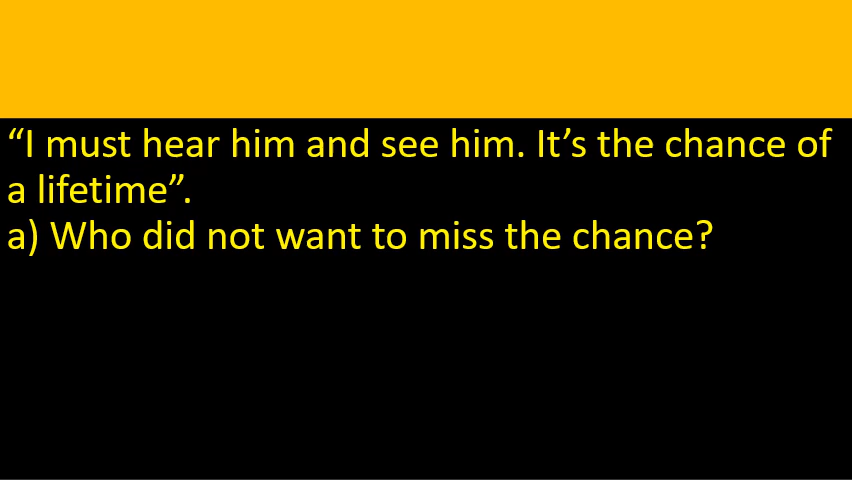 “I must hear him and see him. It’s the chance of
a lifetime”.
a) Who did not want to miss the chance?